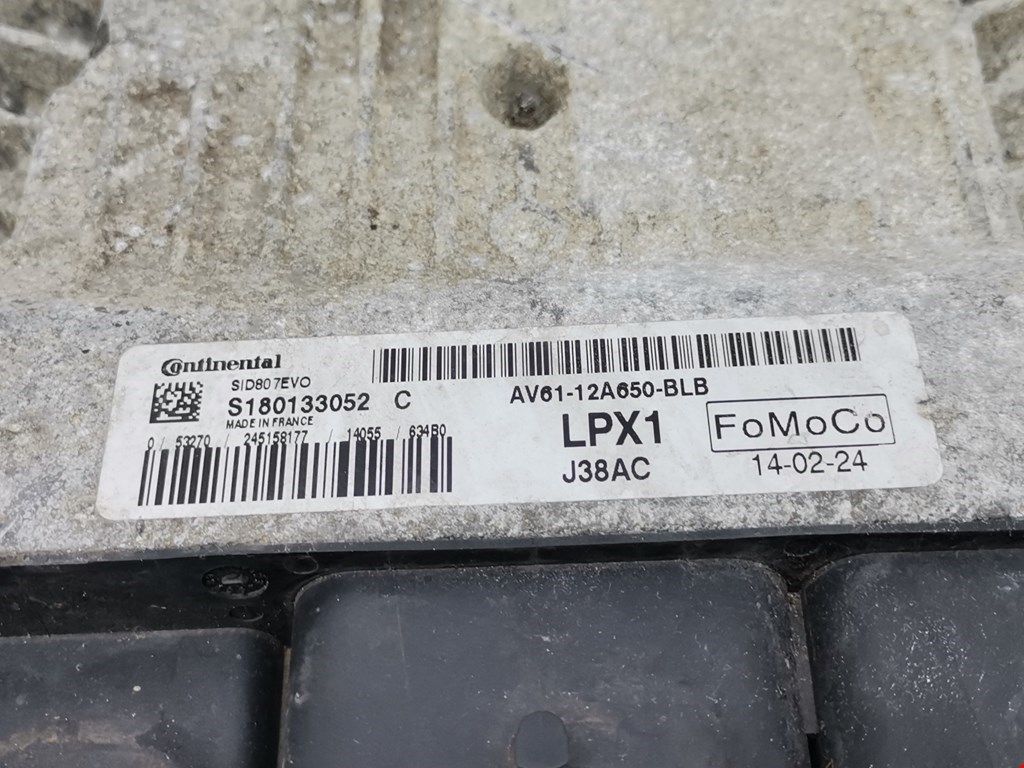 Continental
SID807EVO
S180133052 C
MADE IN FRANCE
0 / 53270 / 245158177 / 14055 / 634B0
AV61-12A650-BLB
LPX1
FoMoCo
J38AC
14-02-24